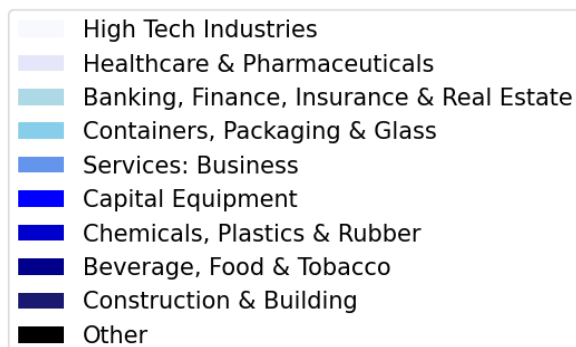 High Tech Industries
Healthcare & Pharmaceuticals
Banking, Finance, Insurance & Real Estate
Containers, Packaging & Glass
Services: Business
Capital Equipment
Chemicals, Plastics & Rubber
Beverage, Food & Tobacco
Construction & Building
Other